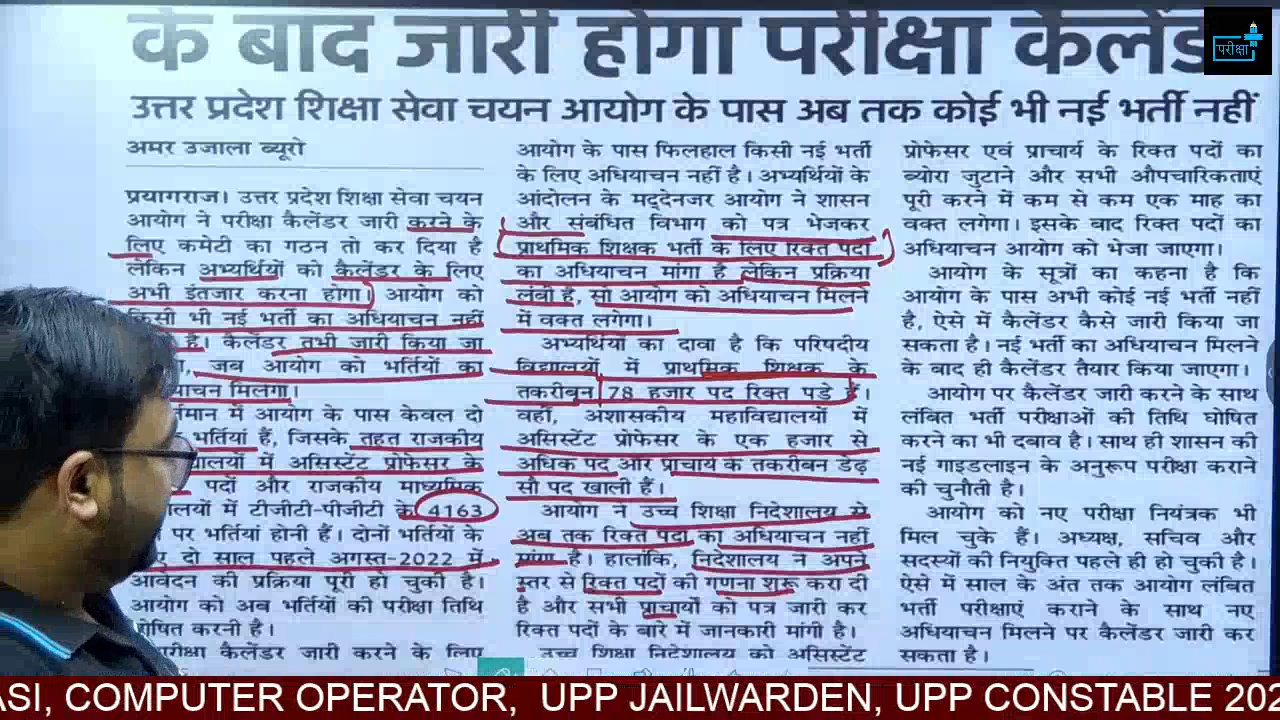 के बाद जारी होगा परीक्षा कैलेंड
परीक्षा
उत्तर प्रदेश शिक्षा सेवा चयन आयोग के पास अब तक कोई भी नई भर्ती नहीं
अमर उजाला ब्यूरो
प्रयागराज। उत्तर प्रदेश शिक्षा सेवा चयन
आयोग ने परीक्षा कैलेंडर जारी करने के
लिए कमेटी का गठन तो कर दिया है
लेकिन अभ्यर्थियों को कैलेंडर के लिए
अभी इंतजार करना होगा। आयोग को
किसी भी नई भर्ती का अधियाचन नहीं
है। कैलेंडर तभी जारी किया जा
जब आयोग को भर्तियों का
याचन मिलेगा।
र्तमान में आयोग के पास केवल दो
भर्तियां हैं, जिसके तहत राजकीय
यालयों में असिस्टेंट प्रोफेसर के
पदों और राजकीय माध्यमिक
लयों में टीजीटी-पीजीटी के 4163
पर भर्तियां होनी हैं। दोनों भर्तियों के
दो साल पहले अगस्त-2022 में
आवेदन की प्रक्रिया पूरी हो चुकी है।
आयोग को अब भर्तियों की परीक्षा तिथि
घोषित करनी है।
परीक्षा कैलेंडर जारी करने के लिए
आयोग के पास फिलहाल किसी नई भर्ती
के लिए अधियाचन नहीं है। अभ्यर्थियों के
आंदोलन के मद्देनजर आयोग ने शासन
और संबंधित विभाग को पत्र भेजकर
प्राथमिक शिक्षक भर्ती के लिए रिक्त पदों
का अधियाचन मांगा है लेकिन प्रक्रिया
लंबी है, सो आयोग को अधियाचन मिलने
में वक्त लगेगा।
अभ्यर्थियों का दावा है कि परिषदीय
विद्यालयों में प्राथमिक शिक्षक के
तकरीबन 78 हजार पद रिक्त पड़े हैं।
वहीं, अशासकीय महाविद्यालयों में
असिस्टेंट प्रोफेसर के एक हजार से
अधिक पद और प्राचार्य के तकरीबन डेढ़
सौ पद खाली हैं।
आयोग ने उच्च शिक्षा निदेशालय से
अब तक रिक्त पदों का अधियाचन नहीं
मांगा है। हालांकि, निदेशालय ने अपने
स्तर से रिक्त पदों की गणना शुरू करा दी
है और सभी प्राचार्यों को पत्र जारी कर
रिक्त पदों के बारे में जानकारी मांगी है।
उच्च शिक्षा निदेशालय को असिस्टेंट
प्रोफेसर एवं प्राचार्य के रिक्त पदों का
ब्योरा जुटाने और सभी औपचारिकताएं
पूरी करने में कम से कम एक माह का
वक्त लगेगा। इसके बाद रिक्त पदों का
अधियाचन आयोग को भेजा जाएगा।
आयोग के सूत्रों का कहना है कि
आयोग के पास अभी कोई नई भर्ती नहीं
है, ऐसे में कैलेंडर कैसे जारी किया जा
सकता है। नई भर्ती का अधियाचन मिलने
के बाद ही कैलेंडर तैयार किया जाएगा।
आयोग पर कैलेंडर जारी करने के साथ
लंबित भर्ती परीक्षाओं की तिथि घोषित
करने का भी दबाव है। साथ ही शासन की
नई गाइडलाइन के अनुरूप परीक्षा कराने
की चुनौती है।
आयोग को नए परीक्षा नियंत्रक भी
मिल चुके हैं। अध्यक्ष, सचिव और
सदस्यों की नियुक्ति पहले ही हो चुकी है।
ऐसे में साल के अंत तक आयोग लंबित
भर्ती परीक्षाएं कराने के साथ नए
अधियाचन मिलने पर कैलेंडर जारी कर
सकता है।
ASI, COMPUTER OPERATOR, UPP JAILWARDEN, UPP CONSTABLE 202